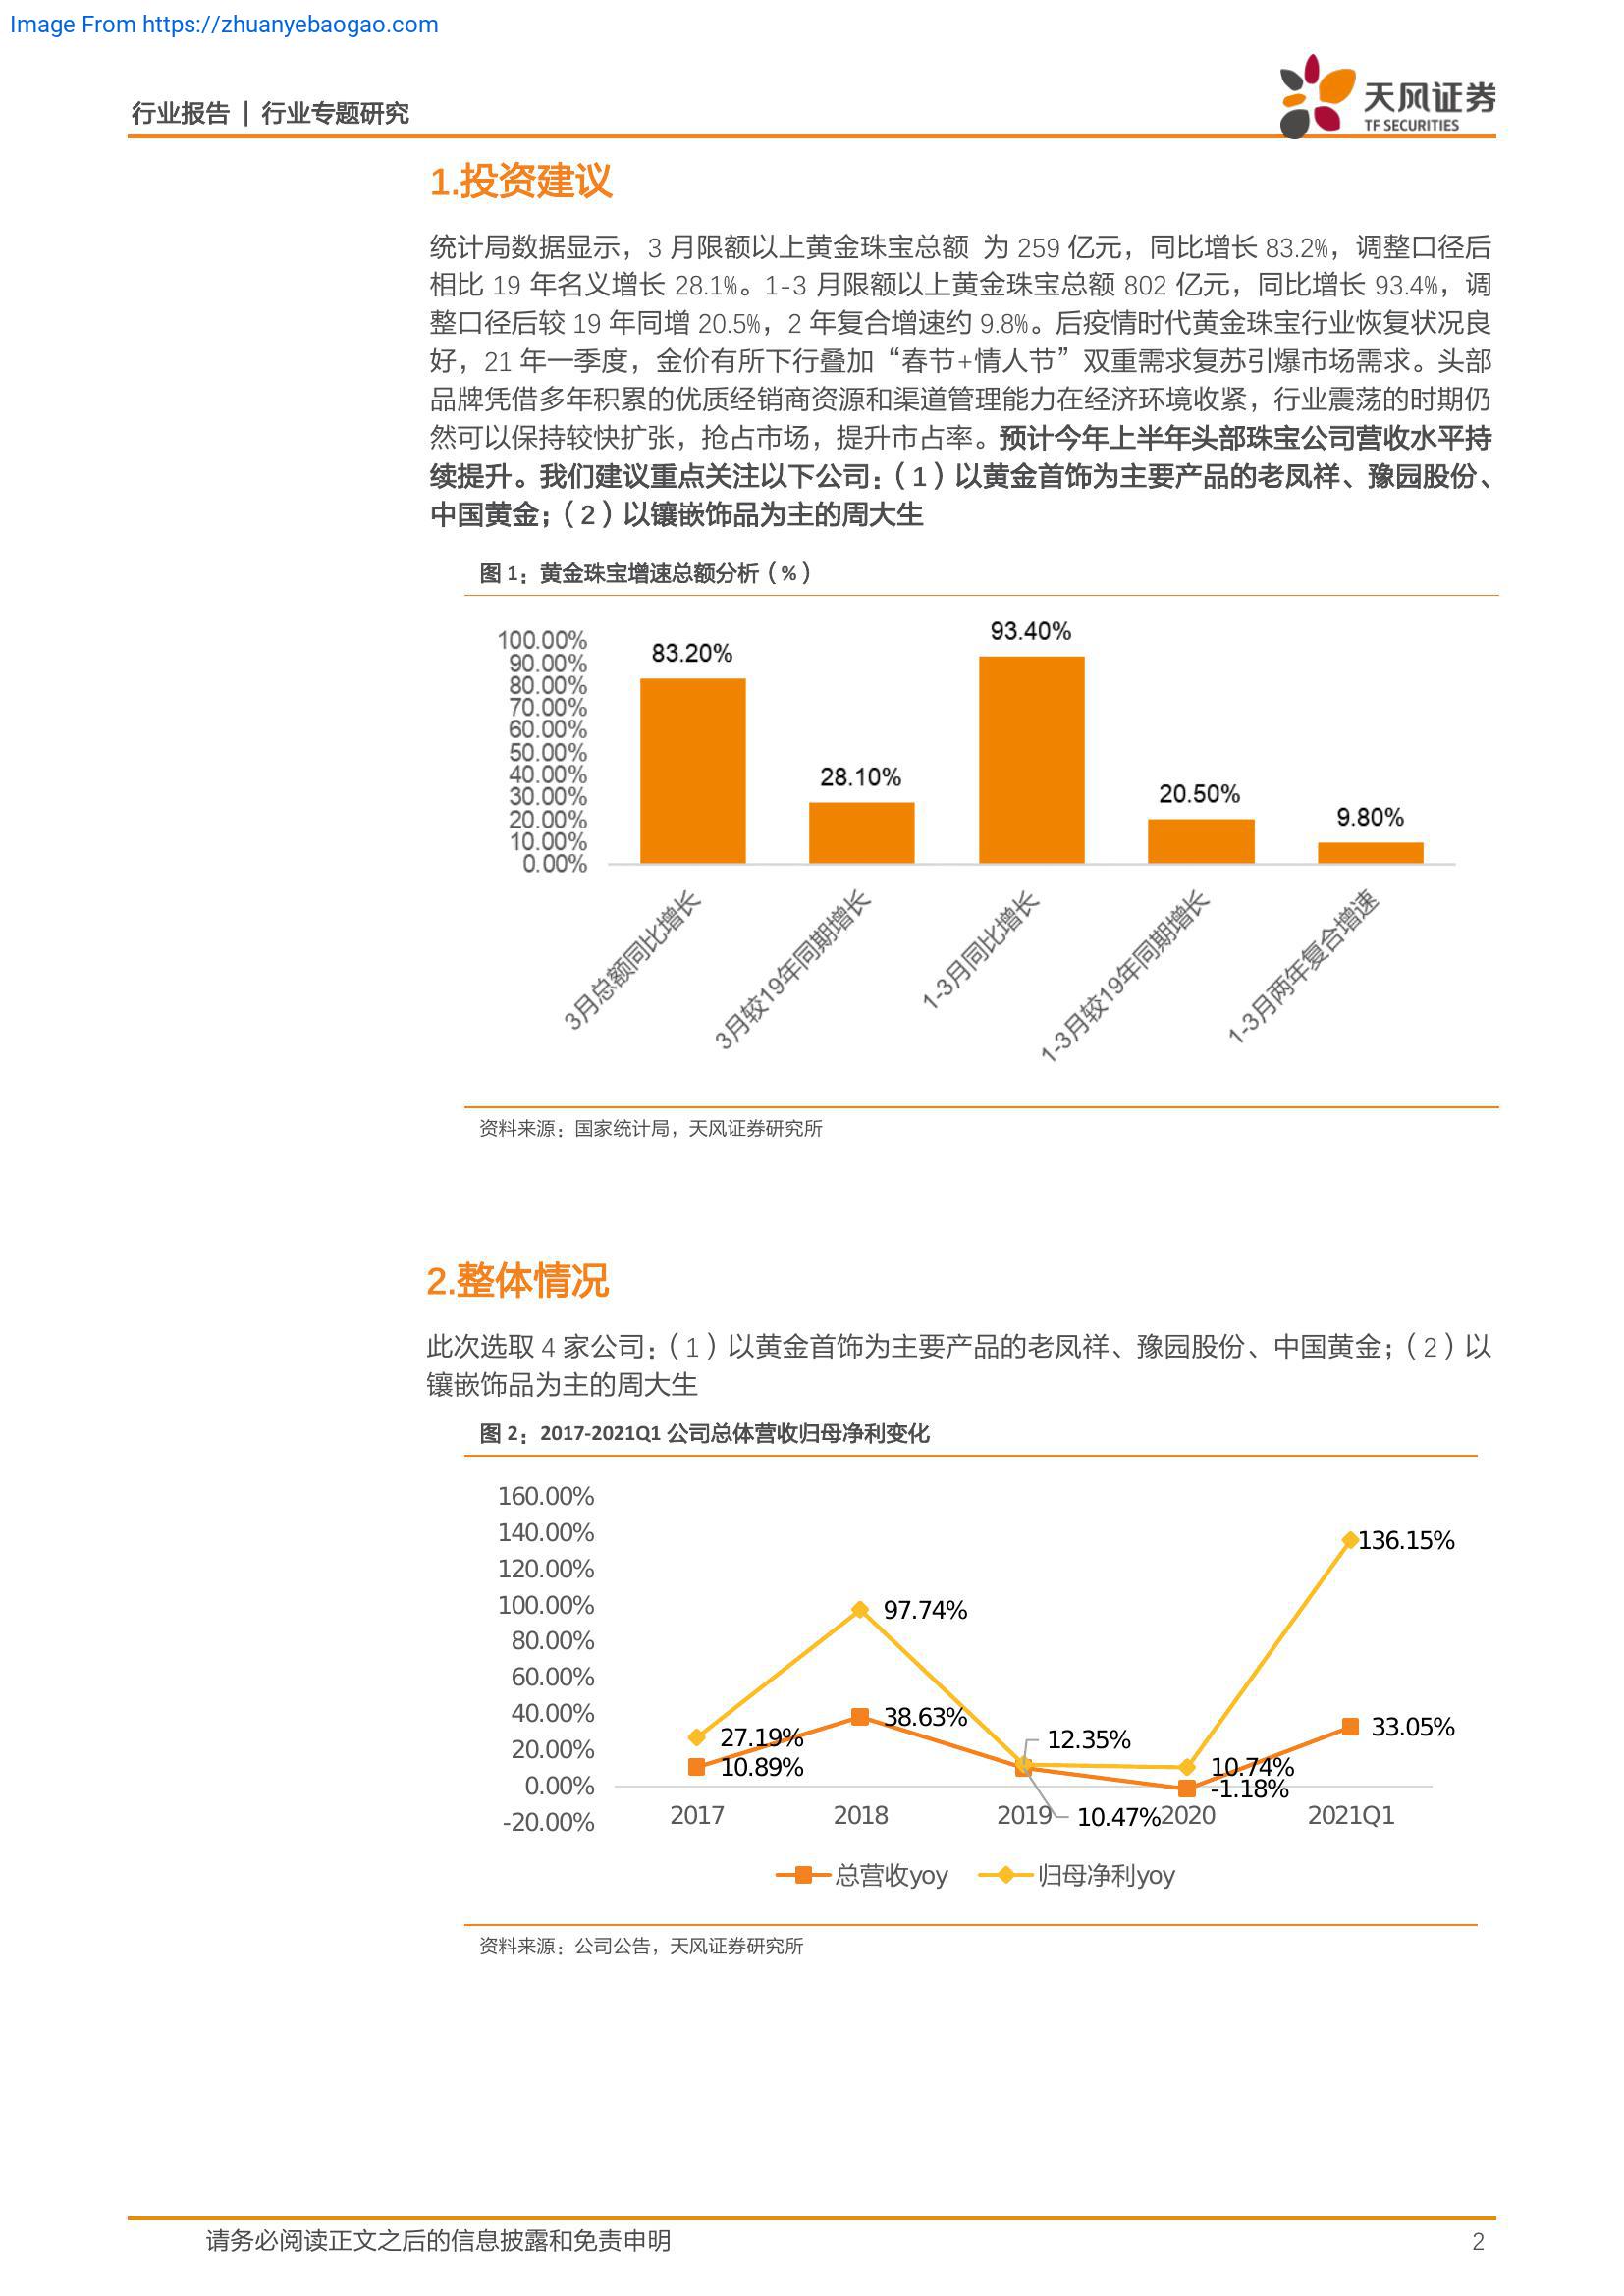 Image From https://zhuanyebaogao.com
行业报告 | 行业专题研究
天风证券
TF SECURITIES
1.投资建议
统计局数据显示，3 月限额以上黄金珠宝总额 为 259 亿元，同比增长 83.2%，调整口径后
相比 19 年名义增长 28.1%。1-3 月限额以上黄金珠宝总额 802 亿元，同比增长 93.4%，调
整口径后较 19 年同增 20.5%，2 年复合增速约 9.8%。后疫情时代黄金珠宝行业恢复状况良
好，21 年一季度，金价有所下行叠加“春节+情人节”双重需求复苏引爆市场需求。头部
品牌凭借多年积累的优质经销商资源和渠道管理能力在经济环境收紧，行业震荡的时期仍
然可以保持较快扩张，抢占市场，提升市占率。预计今年上半年头部珠宝公司营收水平持
续提升。我们建议重点关注以下公司：（1）以黄金首饰为主要产品的老凤祥、豫园股份、
中国黄金；（2）以镶嵌饰品为主的周大生
图 1：黄金珠宝增速总额分析（%）
100.00%
90.00%
80.00%
70.00%
60.00%
50.00%
40.00%
30.00%
20.00%
10.00%
0.00%
83.20%
28.10%
93.40%
20.50%
9.80%
3月总额同比增长
3月较19年同期增长
1-3月同比增长
1-3月较19年同期增长
1-3月两年复合增速
资料来源：国家统计局，天风证券研究所
2.整体情况
此次选取 4 家公司：（1）以黄金首饰为主要产品的老凤祥、豫园股份、中国黄金；（2）以
镶嵌饰品为主的周大生
图 2：2017-2021Q1 公司总体营收归母净利变化
160.00%
140.00%
120.00%
100.00%
80.00%
60.00%
40.00%
20.00%
0.00%
-20.00%
136.15%
97.74%
38.63%
33.05%
27.19%
12.35%
10.89%
10.74%
-1.18%
10.47%
2017
2018
2019
2020
2021Q1
总营收yoy
归母净利yoy
资料来源：公司公告，天风证券研究所
请务必阅读正文之后的信息披露和免责申明
2